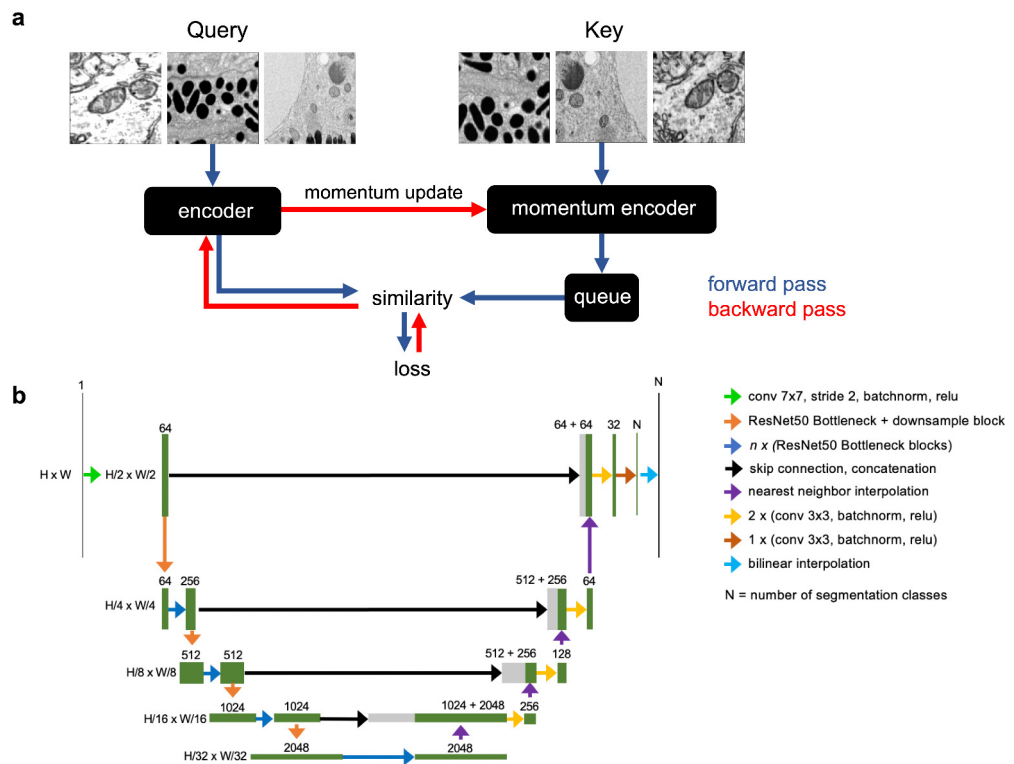 a
Query
Key
encoder
momentum update
momentum encoder
similarity
queue
forward pass
backward pass
loss
b
1
N
H x W
H/2 x W/2
64
64 + 64
32
N
H/4 x W/4
64
256
512 + 256
64
H/8 x W/8
512
512
512 + 256
128
H/16 x W/16
1024
1024
1024 + 2048
256
H/32 x W/32
2048
2048
conv 7x7, stride 2, batchnorm, relu
ResNet50 Bottleneck + downsample block
n x (ResNet50 Bottleneck blocks)
skip connection, concatenation
nearest neighbor interpolation
2 x (conv 3x3, batchnorm, relu)
1 x (conv 3x3, batchnorm, relu)
bilinear interpolation
N = number of segmentation classes